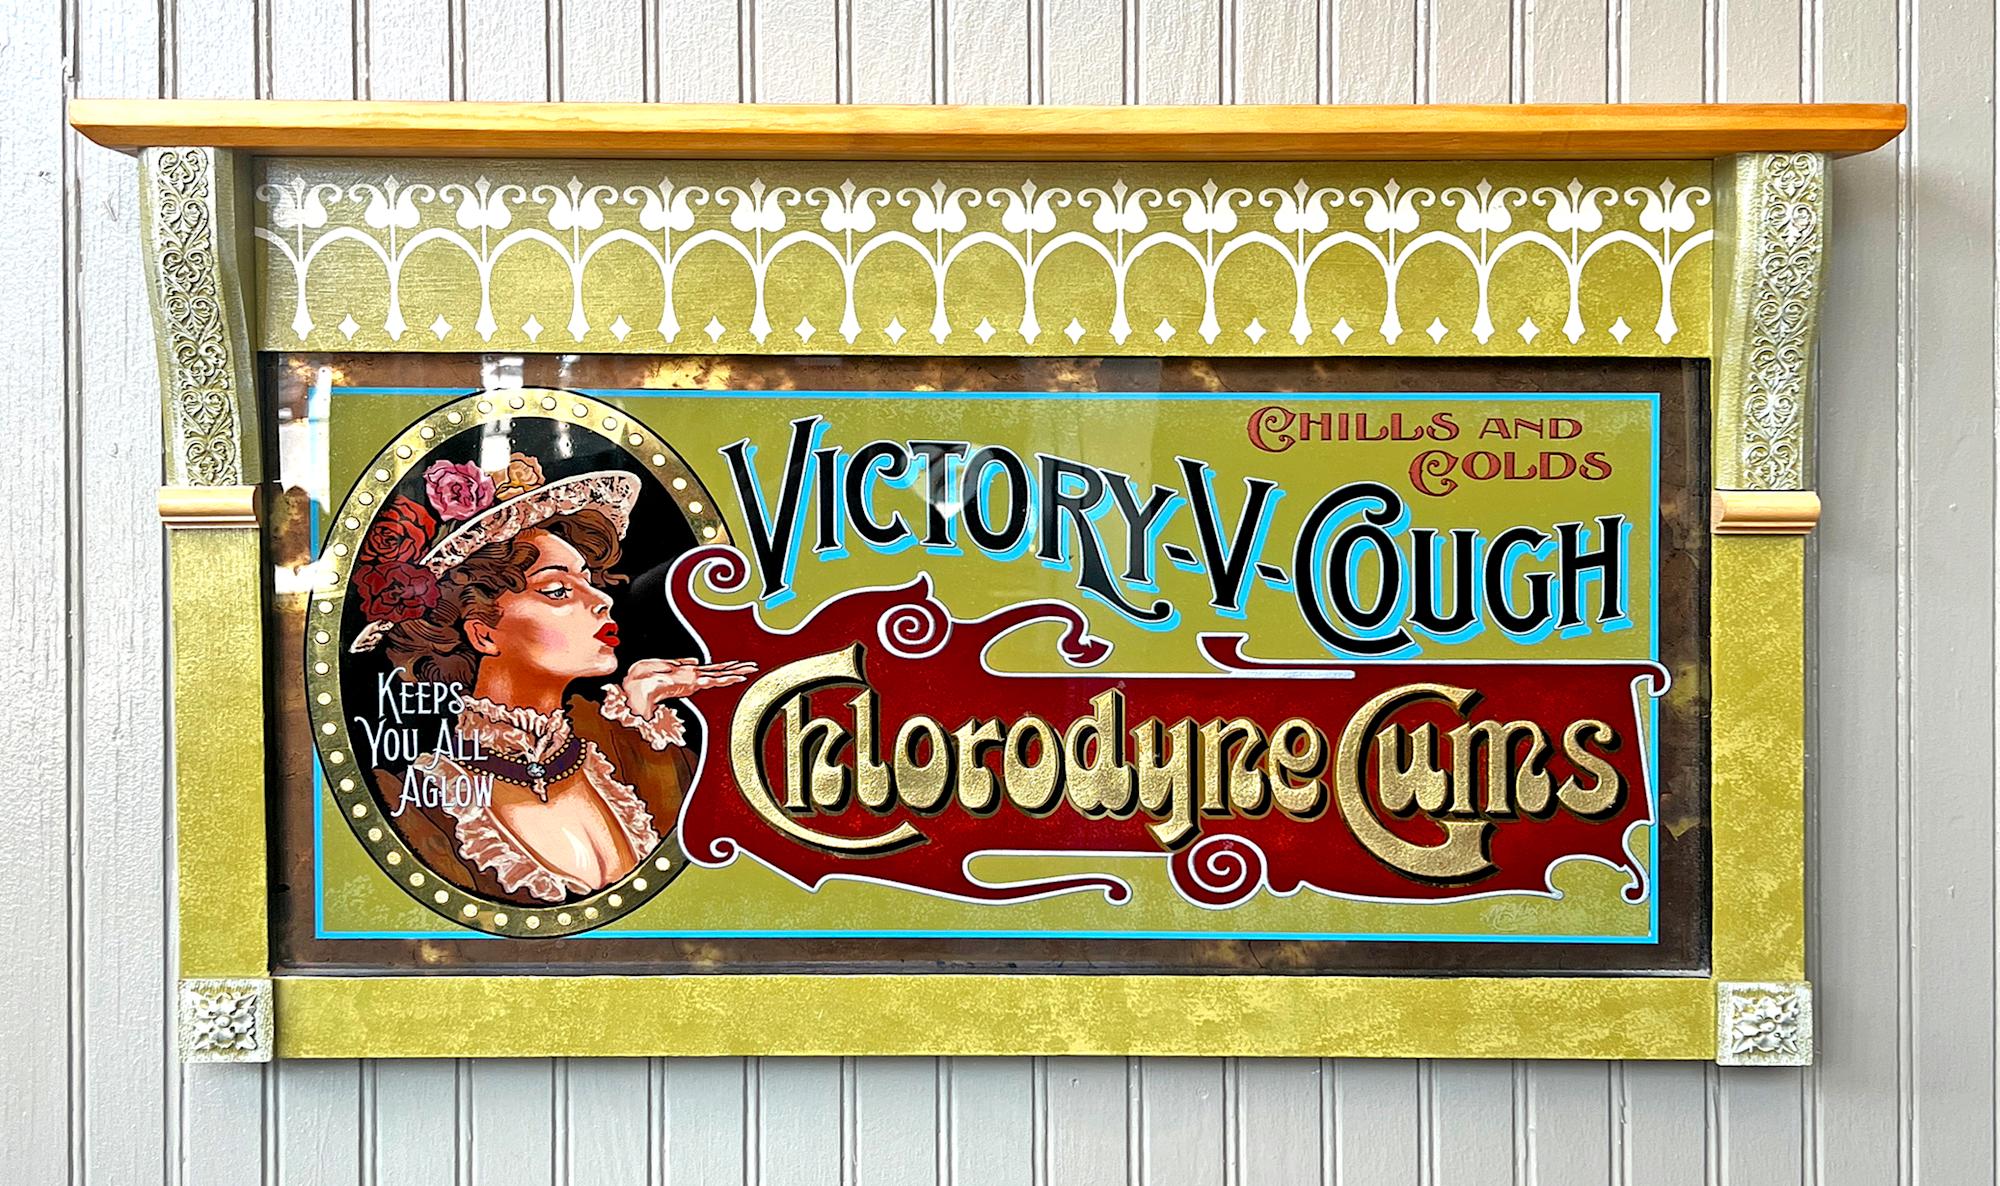 Chills and
Colds
Victory-V-Cough
Chlorodyne Gums
Keeps
You All
Aglow